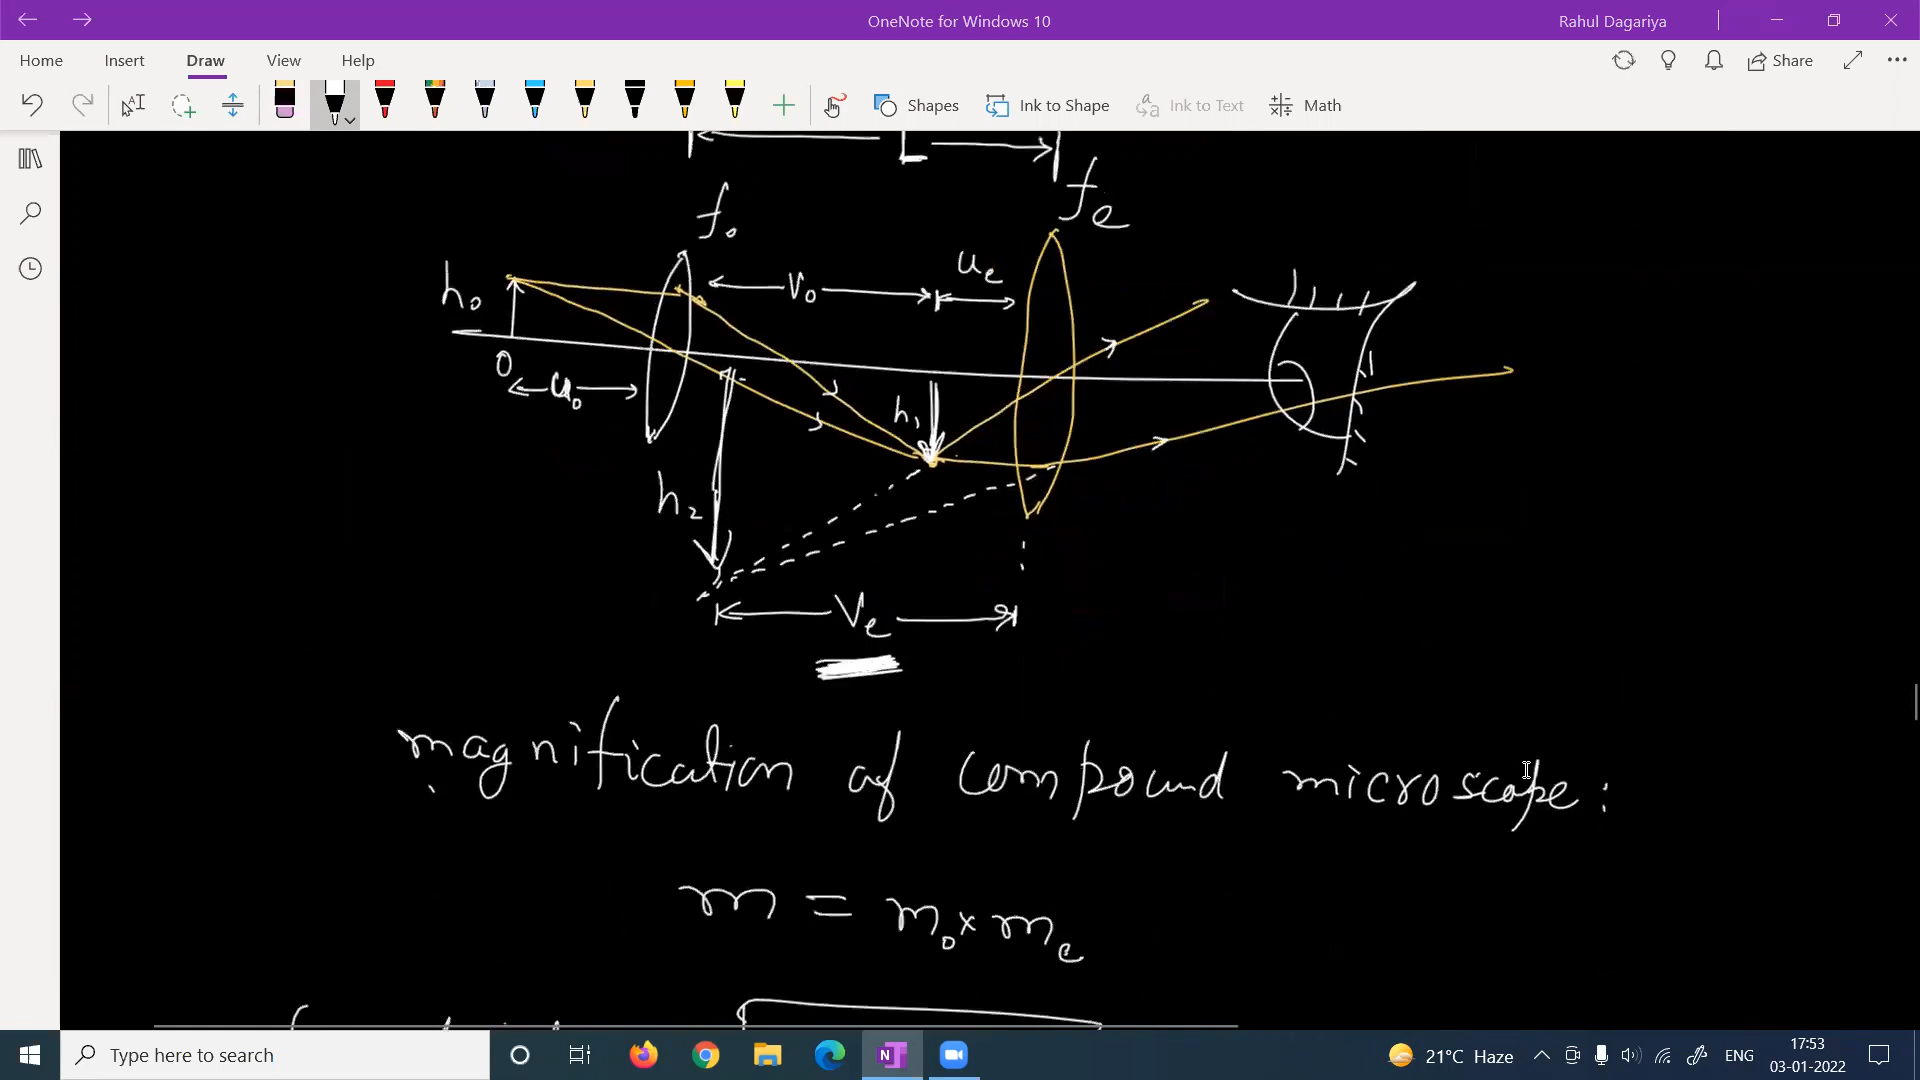 OneNote for Windows 10
Rahul Dagariya
Home Insert Draw View Help
Share
Shapes Ink to Shape Ink to Text Math
L
fo
fe
ho
vo
ue
O
uo
h1
h2
Ve
magnification of compound microscope:
m = mo × me
Type here to search
N
21°C Haze
ENG
17:53
03-01-2022